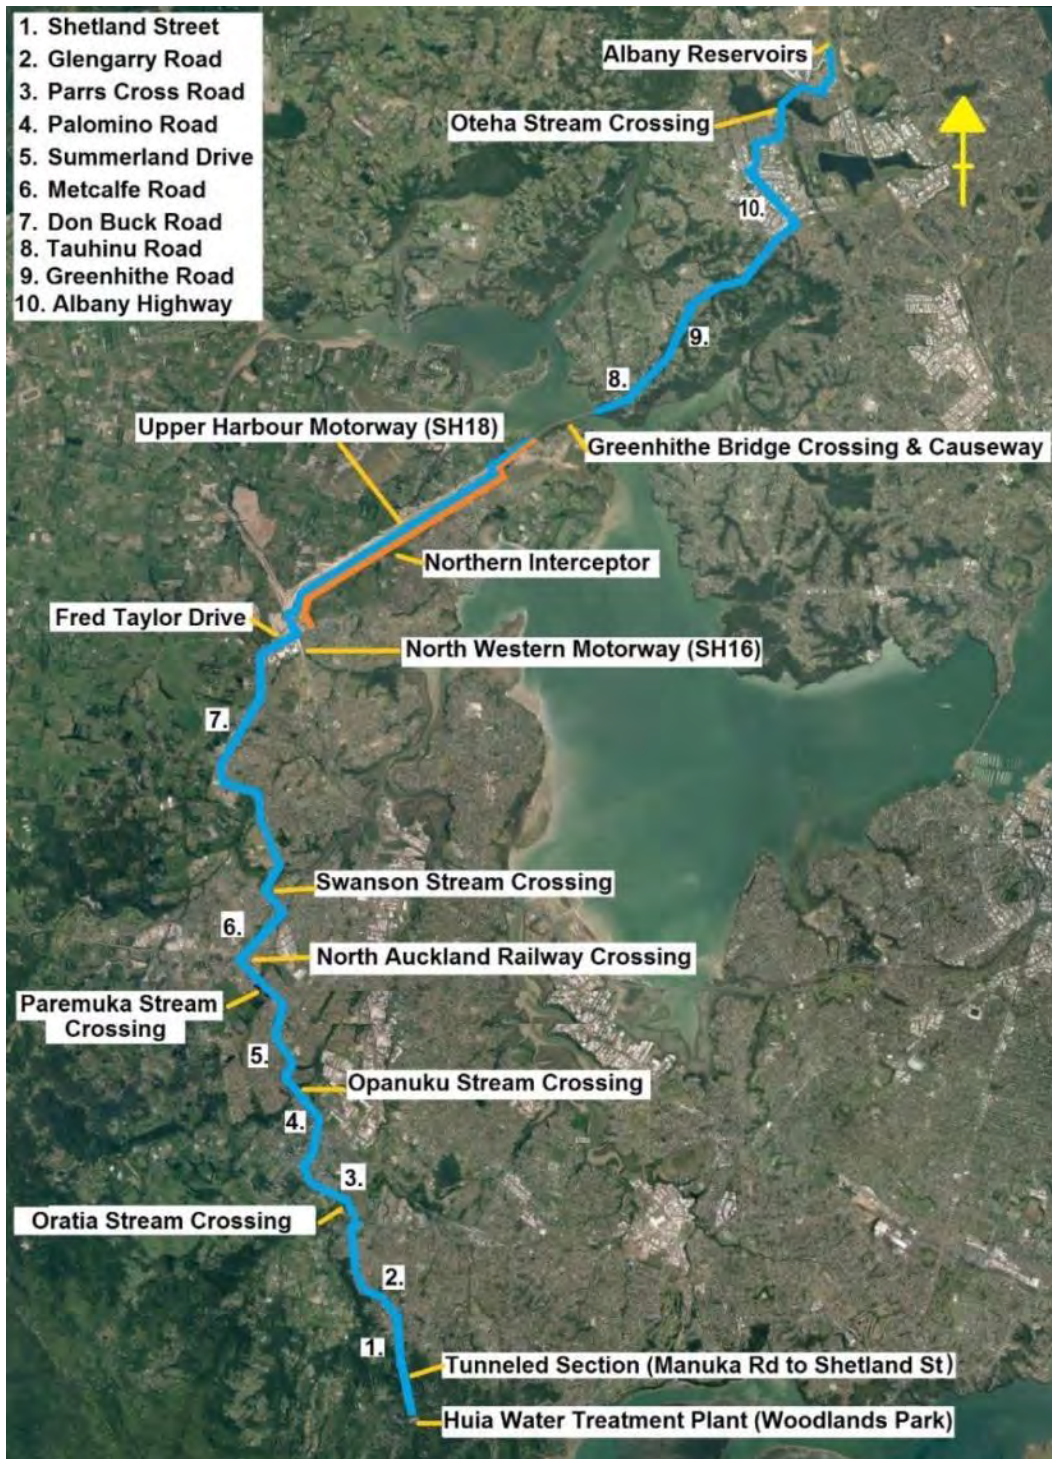 1. Shetland Street
2. Glengarry Road
3. Parrs Cross Road
4. Palomino Road
5. Summerland Drive
6. Metcalfe Road
7. Don Buck Road
8. Tauhinu Road
9. Greenhithe Road
10. Albany Highway
Albany Reservoirs
Oteha Stream Crossing
10.
9.
8.
Upper Harbour Motorway (SH18)
Greenhithe Bridge Crossing & Causeway
Northern Interceptor
Fred Taylor Drive
North Western Motorway (SH16)
7.
Swanson Stream Crossing
6.
North Auckland Railway Crossing
Paremuka Stream
Crossing
5.
Opanuku Stream Crossing
4.
3.
Oratia Stream Crossing
2.
1.
Tunneled Section (Manuka Rd to Shetland St)
Huia Water Treatment Plant (Woodlands Park)